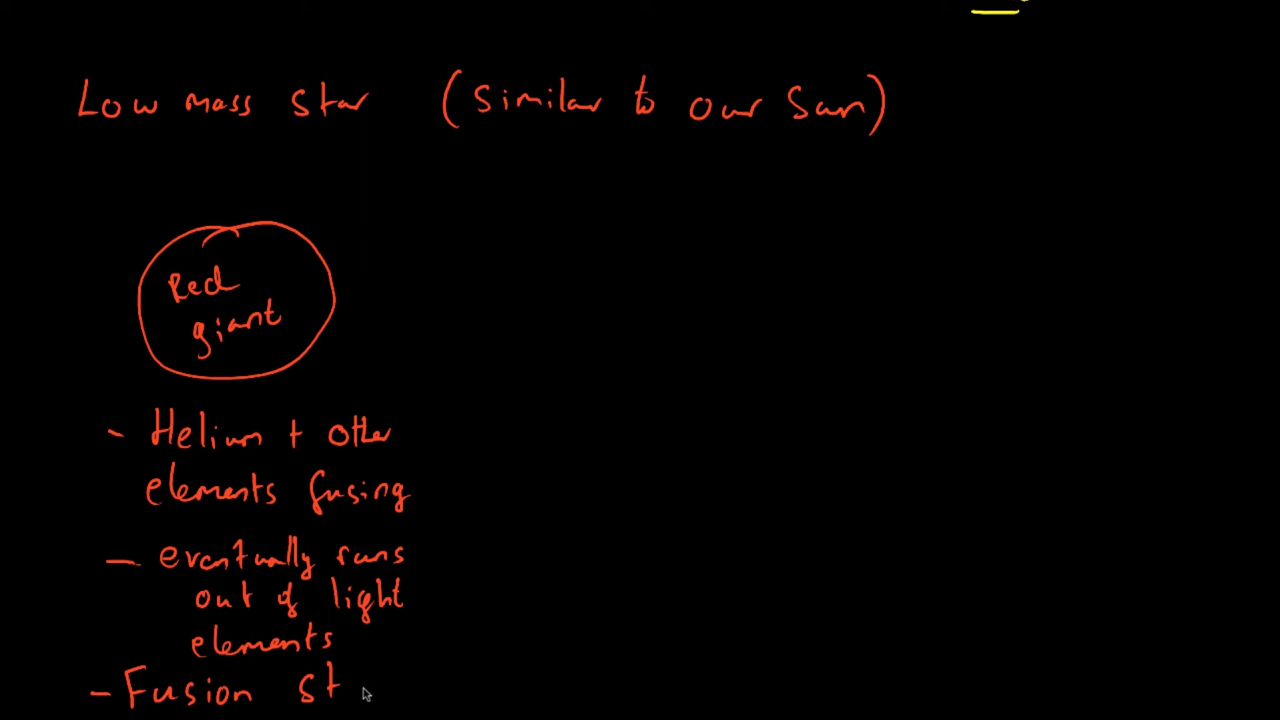 Low mass star (similar to our Sun)
Red
giant
- Helium + other
elements fusing
- eventually runs
out of light
elements
- Fusion st